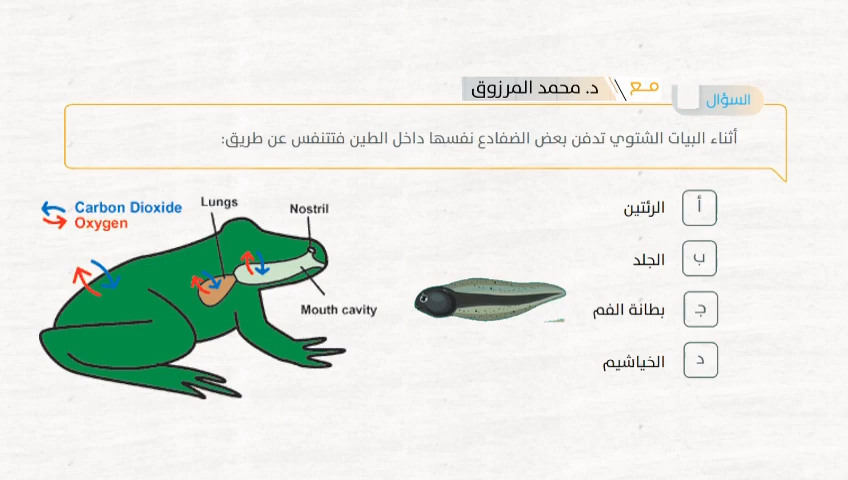 مع د. محمد المرزوق
السؤال
أثناء البيات الشتوي تدفن بعض الضفادع نفسها داخل الطين فتتنفس عن طريق:
أ الرئتين
ب الجلد
ج بطانة الفم
د الخياشيم
Carbon Dioxide
Oxygen
Lungs
Nostril
Mouth cavity